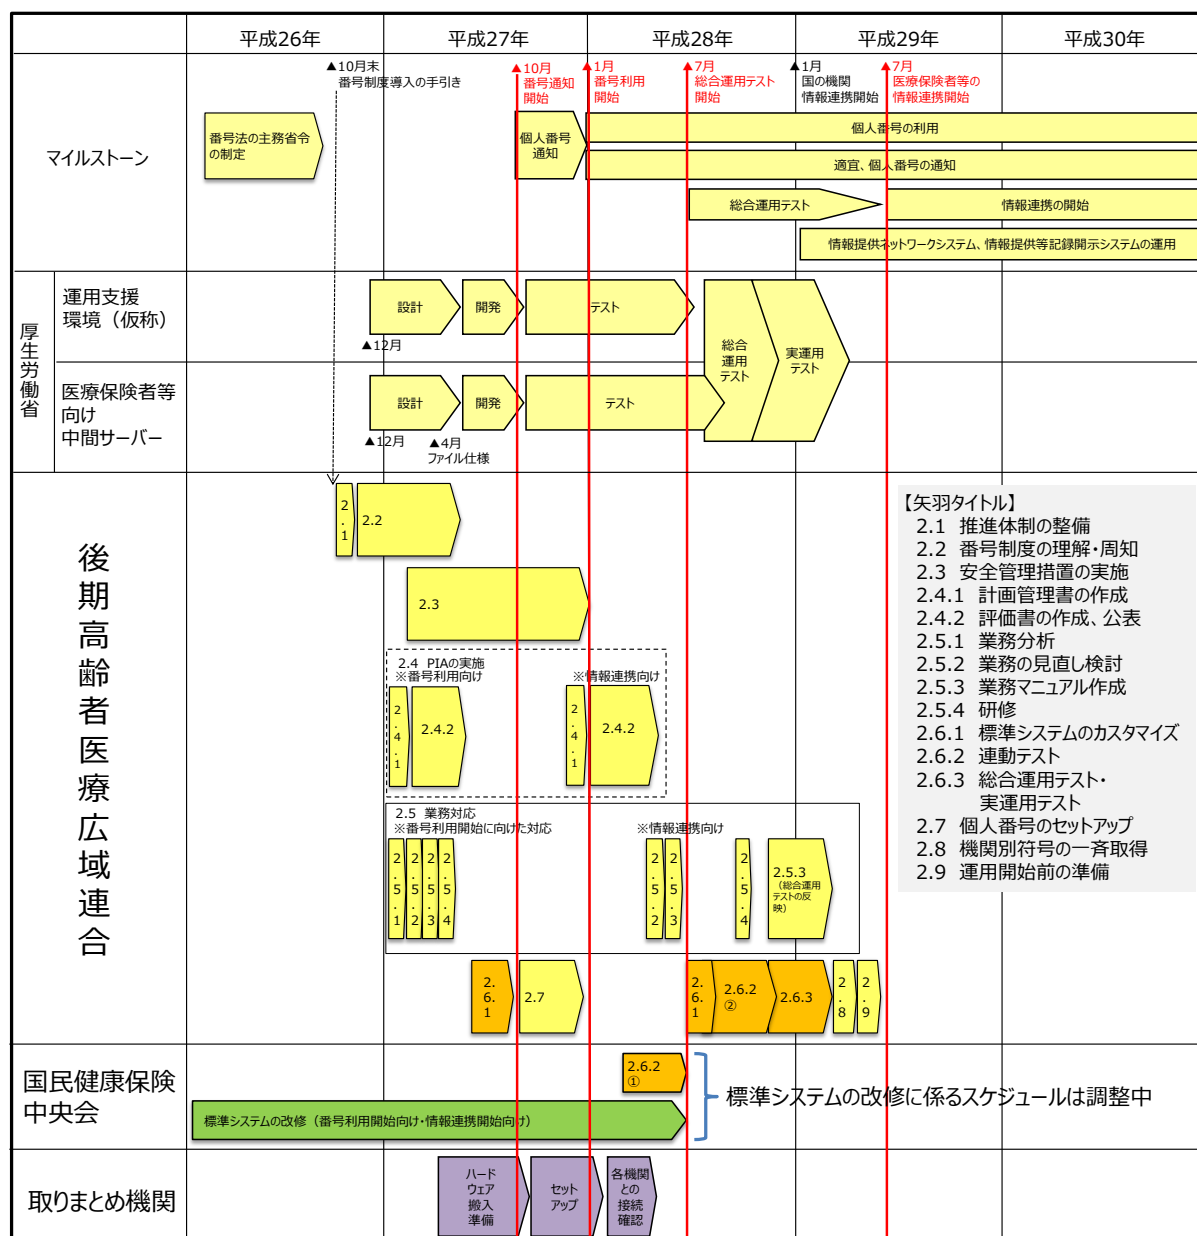 平成26年
平成27年
平成28年
平成29年
平成30年
マイルストーン
▲10月末
番号制度導入の手引き
▲10月
番号通知
開始
▲1月
番号利用
開始
▲7月
総合運用テスト
開始
▲1月
国の機関
情報連携開始
▲7月
医療保険者等の
情報連携開始
番号法の主務省令
の制定
個人番号
通知
個人番号の利用
適宜、個人番号の通知
総合運用テスト
情報連携の開始
情報提供ネットワークシステム、情報提供等記録開示システムの運用
厚生労働省
運用支援
環境（仮称）
設計
開発
テスト
▲12月
総合
運用
テスト
実運用
テスト
医療保険者等
向け
中間サーバー
設計
開発
テスト
▲12月
▲4月
ファイル仕様
後期高齢者医療広域連合
2.1
2.2
2.3
2.4 PIAの実施
※番号利用向け
※情報連携向け
2.4.1
2.4.2
2.4.1
2.4.2
2.5 業務対応
※番号利用開始に向けた対応
※情報連携向け
2.5.1
2.5.2
2.5.3
2.5.4
2.5.2
2.5.3
2.5.4
2.5.3
（総合運用
テストの反
映）
2.6.1
2.7
2.6.1
2.6.2
②
2.6.3
2.8
2.9
【矢羽タイトル】
2.1 推進体制の整備
2.2 番号制度の理解・周知
2.3 安全管理措置の実施
2.4.1 計画管理書の作成
2.4.2 評価書の作成、公表
2.5.1 業務分析
2.5.2 業務の見直し検討
2.5.3 業務マニュアル作成
2.5.4 研修
2.6.1 標準システムのカスタマイズ
2.6.2 連動テスト
2.6.3 総合運用テスト・
実運用テスト
2.7 個人番号のセットアップ
2.8 機関別符号の一斉取得
2.9 運用開始前の準備
国民健康保険
中央会
2.6.2
①
標準システムの改修（番号利用開始向け・情報連携開始向け）
標準システムの改修に係るスケジュールは調整中
取りまとめ機関
ハード
ウェア
搬入
準備
セット
アップ
各機関
との
接続
確認